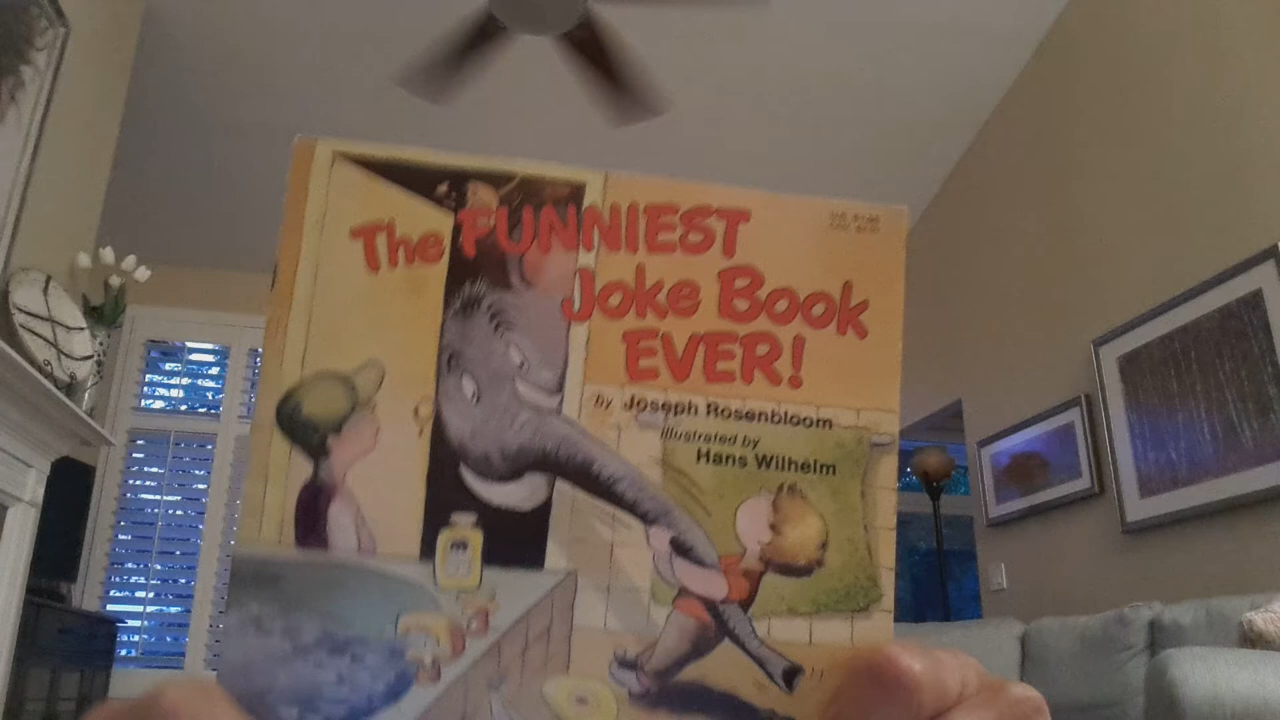 The FUNNIEST
Joke Book
EVER!
by Joseph Rosenbloom
illustrated by
Hans Wilhelm